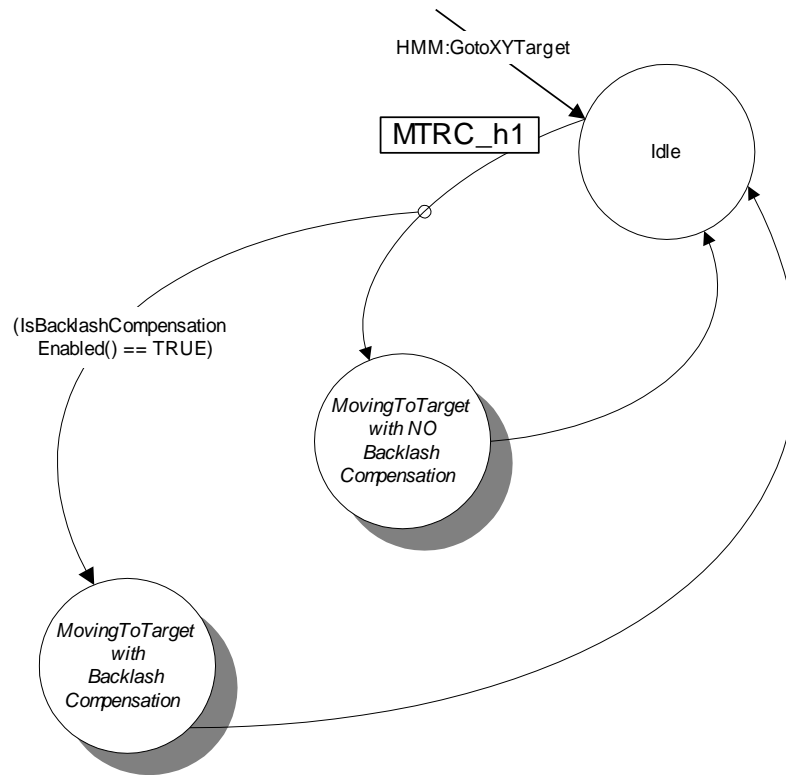 HMM:GotoXYTarget
MTRC_h1
Idle
(IsBacklashCompensation
Enabled() == TRUE)
MovingToTarget
with NO
Backlash
Compensation
MovingToTarget
with
Backlash
Compensation